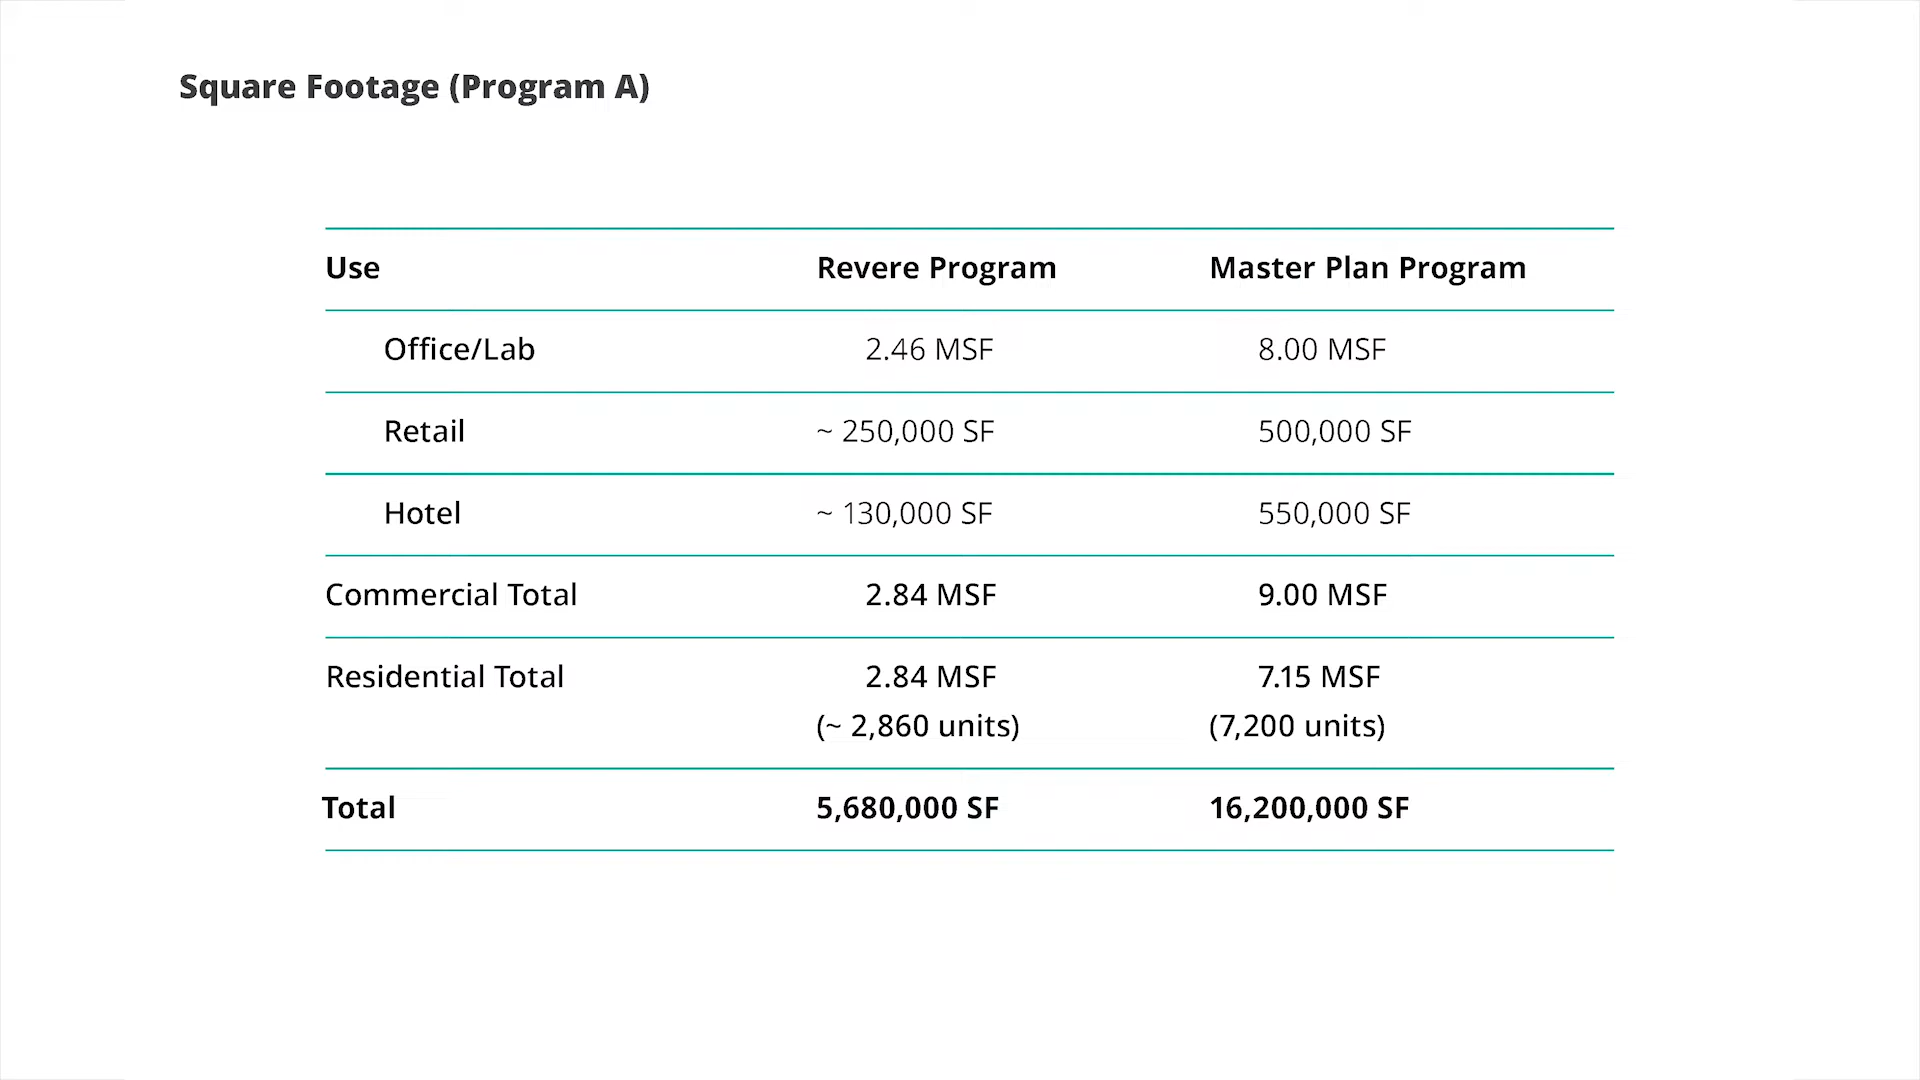 Square Footage (Program A)
Use Revere Program Master Plan Program
Office/Lab 2.46 MSF 8.00 MSF
Retail ~ 250,000 SF 500,000 SF
Hotel ~ 130,000 SF 550,000 SF
Commercial Total 2.84 MSF 9.00 MSF
Residential Total 2.84 MSF 7.15 MSF
(~ 2,860 units) (7,200 units)
Total 5,680,000 SF 16,200,000 SF